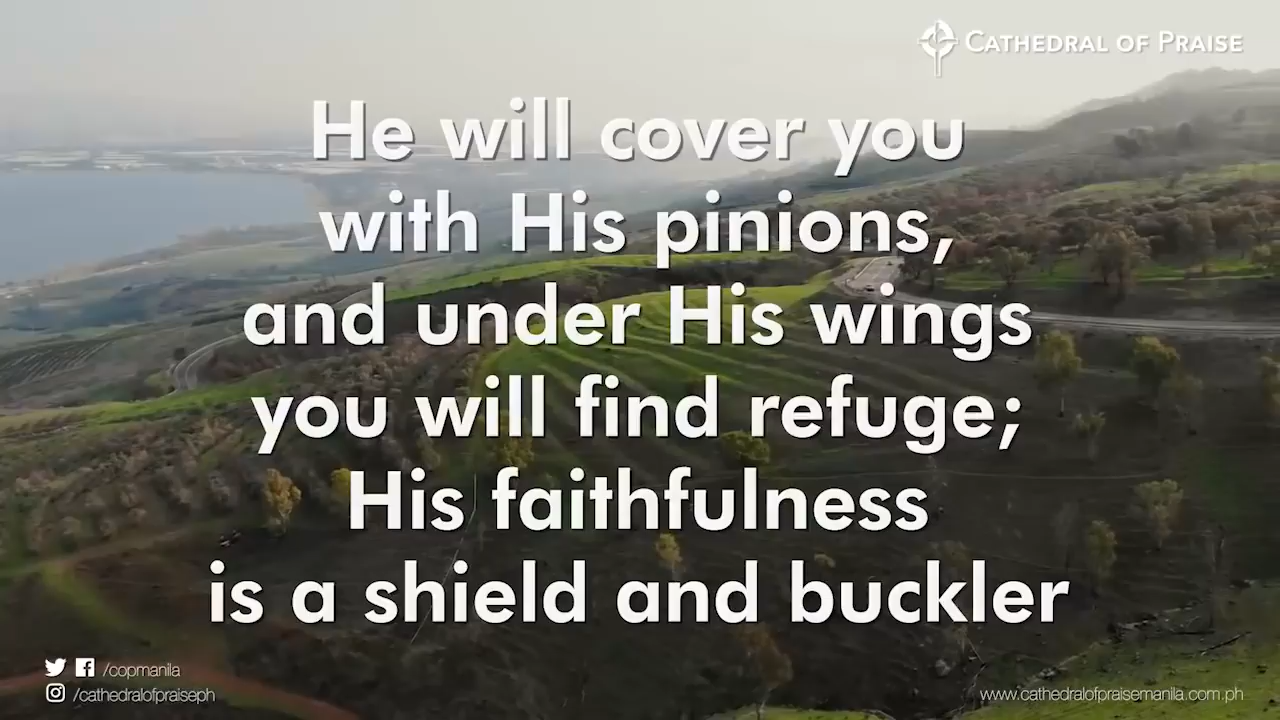 CATHEDRAL OF PRAISE
He will cover you
with His pinions,
and under His wings
you will find refuge;
His faithfulness
is a shield and buckler
/copmanila
/cathedralofpraiseph
www.cathedralofpraisemanila.com.ph